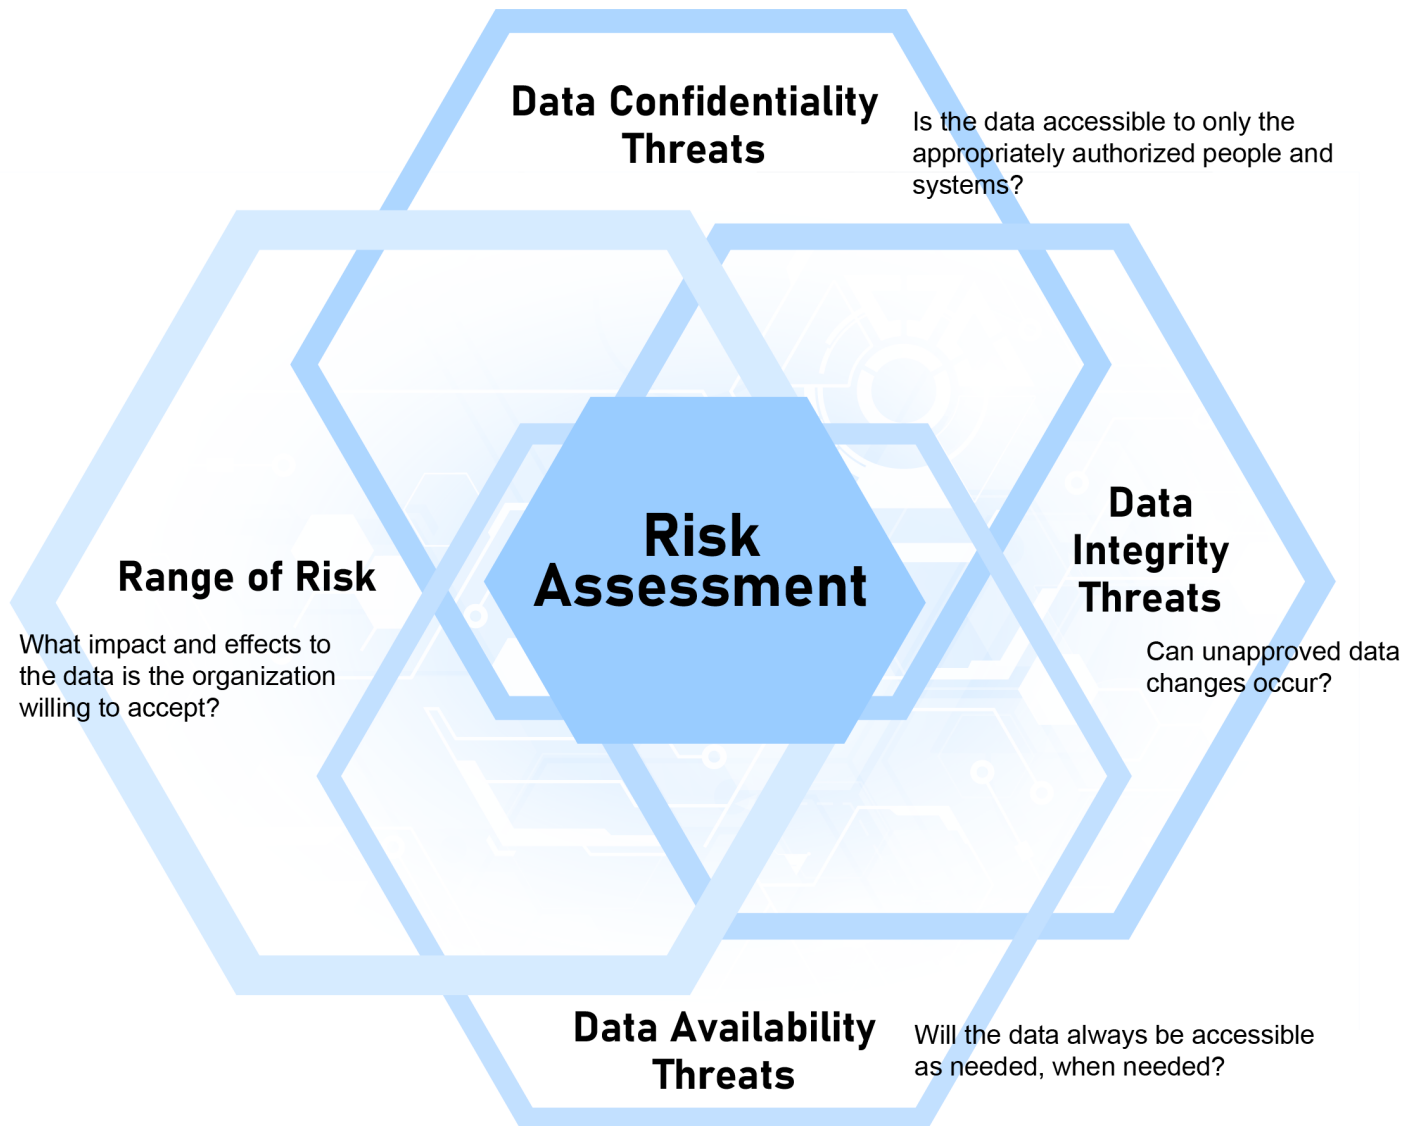 Data Confidentiality
Threats
Is the data accessible to only the
appropriately authorized people and
systems?
Risk
Assessment
Data
Integrity
Threats
Can unapproved data
changes occur?
Range of Risk
What impact and effects to
the data is the organization
willing to accept?
Data Availability
Threats
Will the data always be accessible
as needed, when needed?